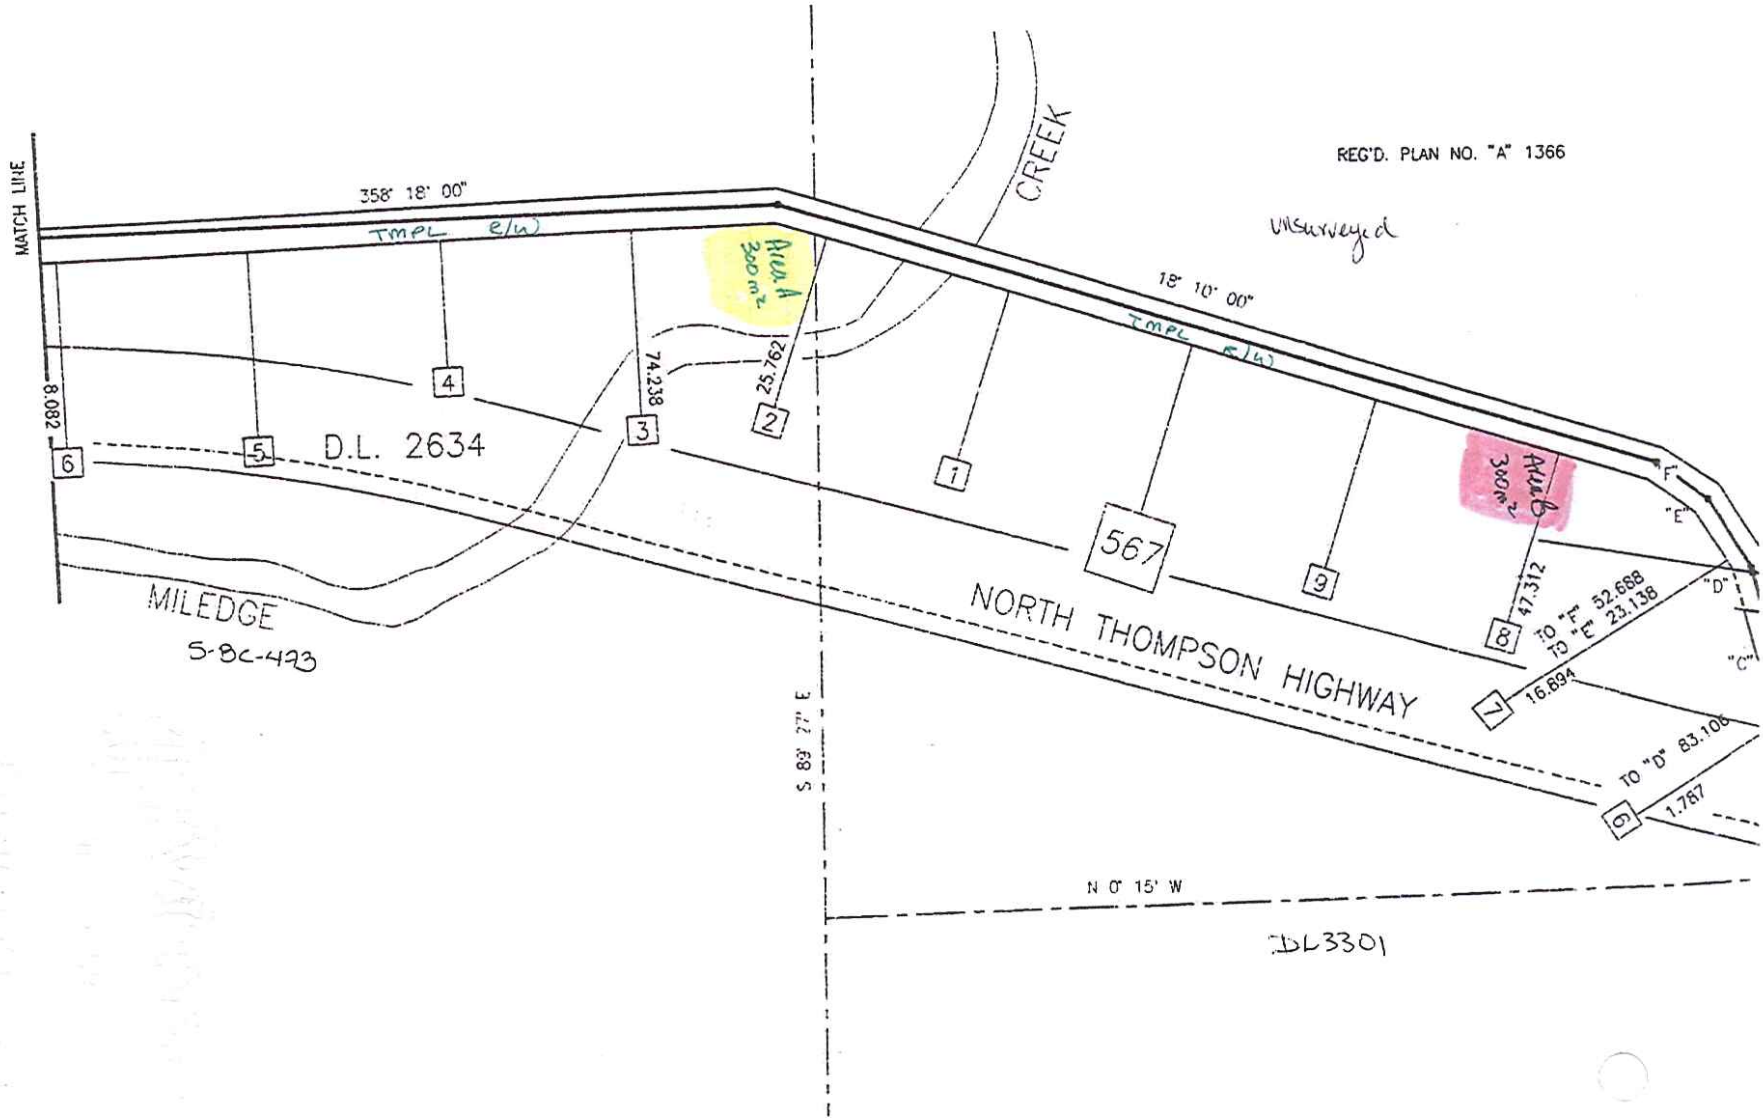 MATCH LINE
358° 18' 00"
CREEK
REG'D. PLAN NO. "A" 1366
unsurveyed
TMPL R/W
Area A
300 m²
18° 10' 00"
TMPL R/W
8.082
4
74.238
3
25.762
2
6
5
D.L. 2634
1
567
9
Area B
300 m²
"F"
"E"
"D"
"C"
47.312
8
TO "F" 52.688
TO "E" 23.138
16.894
7
MILEDGE
S-BC-493
NORTH THOMPSON HIGHWAY
S 89° 27' E
TO "D" 83.106
1.787
6
N 0° 15' W
DL3301